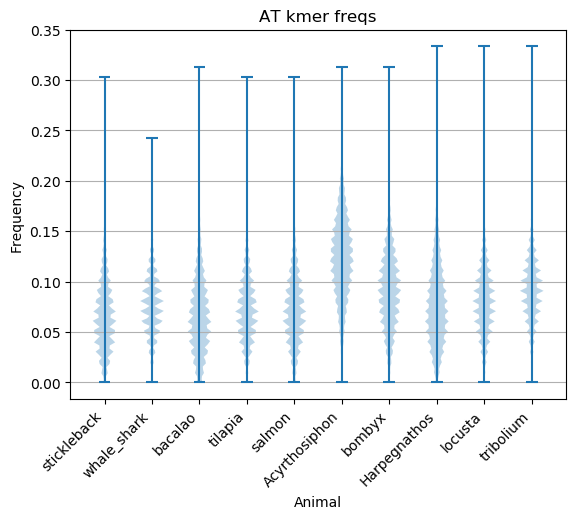 AT kmer freqs
0.35
0.30
0.25
0.20
0.15
0.10
0.05
0.00
Frequency
stickleback
whale_shark
bacalao
tilapia
salmon
Acyrthosiphon
bombyx
Harpegnathos
locusta
tribolium
Animal